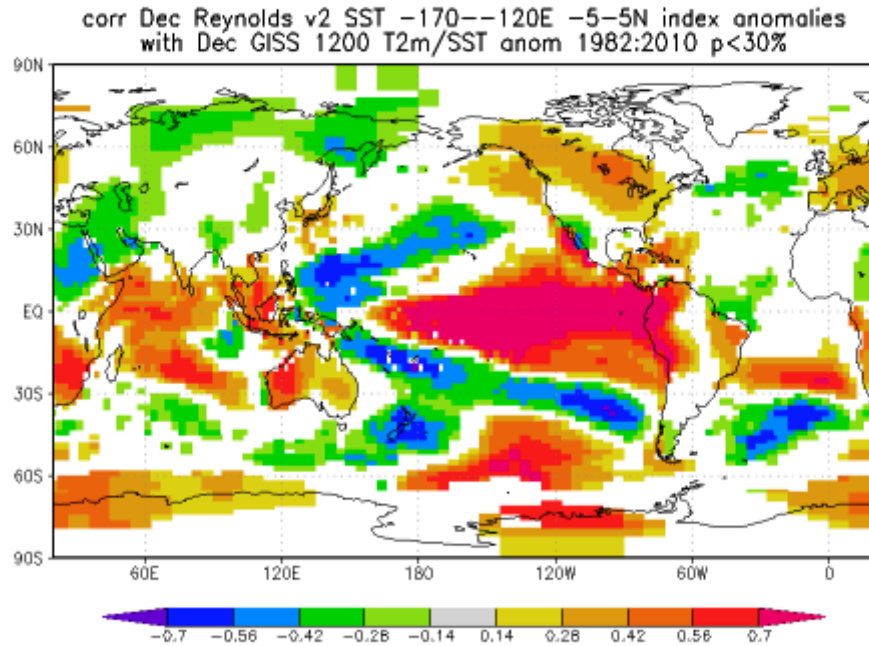 corr Dec Reynolds v2 SST -170--120E -5-5N index anomalies
with Dec GISS 1200 T2m/SST anom 1982:2010 p<30%
90N
60N
30N
EQ
30S
60S
90S
60E 120E 180 120W 60W 0
-0.7 -0.56 -0.42 -0.28 -0.14 0.14 0.28 0.42 0.56 0.7